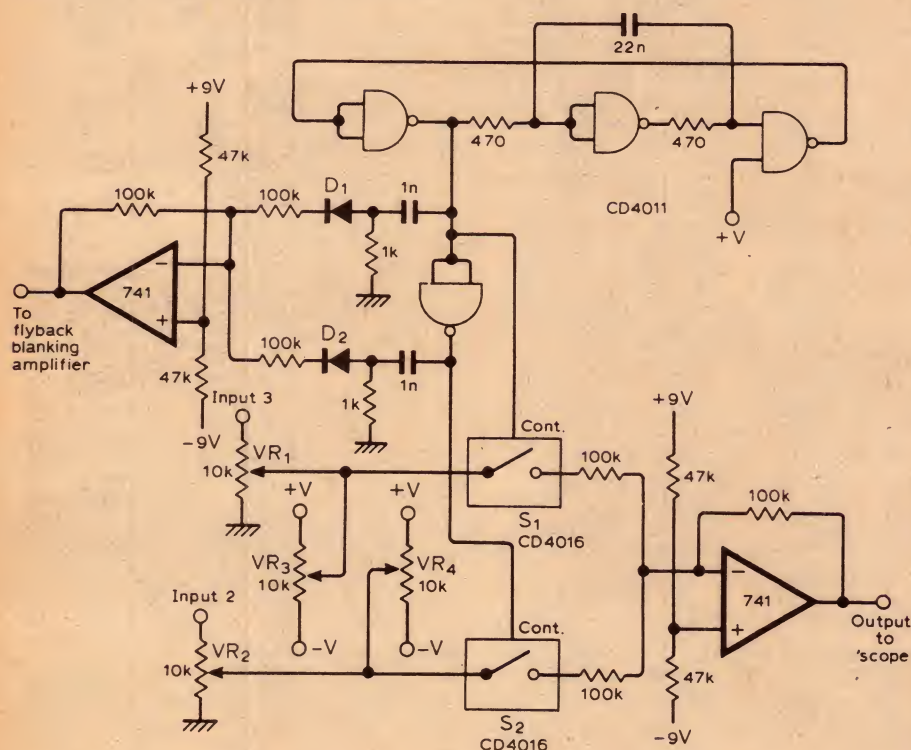 22n
+9V
47k
470
470
100k
100k
D1
1n
CD4011
+V
1k
−
741
+
To
flyback
blanking
amplifier
D2
100k
1n
47k
1k
Input 3
−9V
VR1
10k
Cont.
100k
+9V
47k
100k
+V
+V
S1
CD4016
VR3
10k
VR4
10k
Input 2
−
741
+
Output
to
'scope
VR2
10k
−V
−V
Cont.
100k
47k
S2
CD4016
−9V